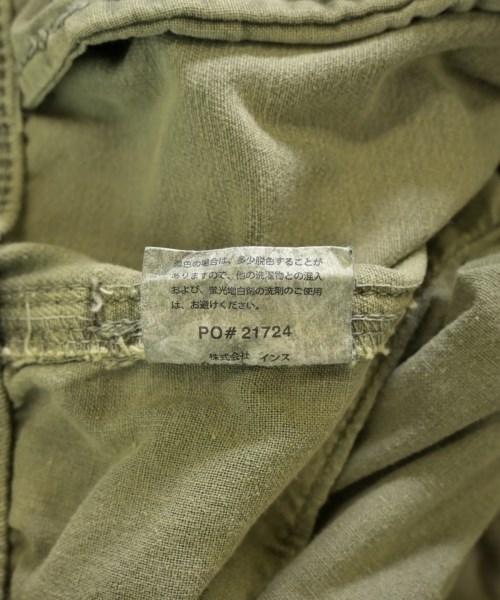 濃色の場合は、多少脱色することが
ありますので、他の洗濯物との混入
および、蛍光増白剤の洗剤のご使用
は、お避けください。
PO# 21724
株式会社 インス